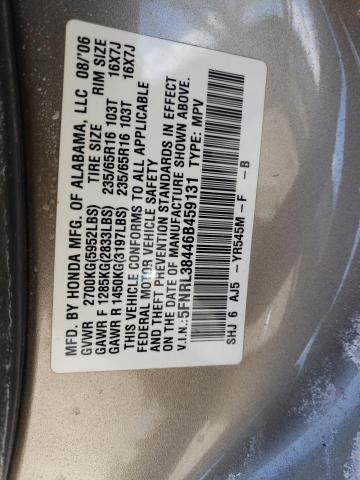 MFD. BY HONDA MFG. OF ALABAMA, LLC 08/'06
GVWR 2700KG(5952LBS) TIRE SIZE RIM SIZE
GAWR F 1285KG(2833LBS) 235/65R16 103T 16X7J
GAWR R 1450KG(3197LBS) 235/65R16 103T 16X7J
THIS VEHICLE CONFORMS TO ALL APPLICABLE
FEDERAL MOTOR VEHICLE SAFETY
AND THEFT PREVENTION STANDARDS IN EFFECT
ON THE DATE OF MANUFACTURE SHOWN ABOVE.
V.I.N.:5FNRL38446B459131 TYPE: MPV
SHJ 6 AJ5 -YR545M- F -B